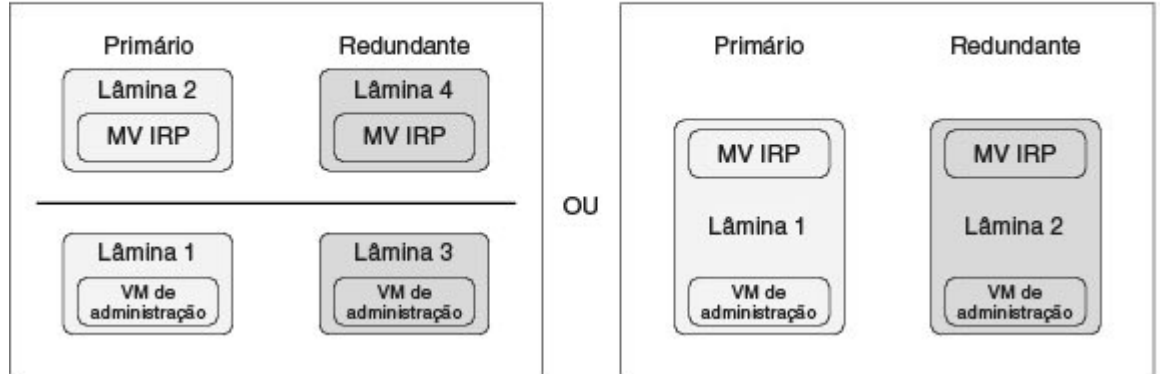 Primário
Redundante
Lâmina 2
MV IRP
Lâmina 4
MV IRP
Lâmina 1
VM de
administração
Lâmina 3
VM de
administração
OU
Primário
Redundante
MV IRP
Lâmina 1
VM de
administração
MV IRP
Lâmina 2
VM de
administração